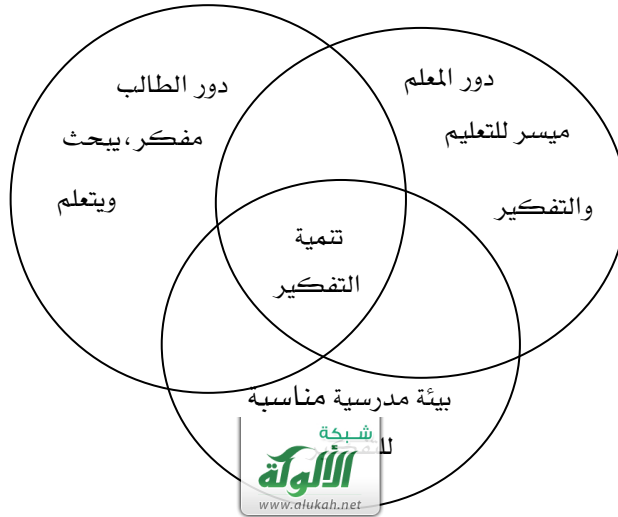 دور المعلم
ميسر للتعليم
والتفكير
دور الطالب
مفكر، يبحث
ويتعلم
تنمية
التفكير
بيئة مدرسية مناسبة
شبكة
الألوكة
www.alukah.net